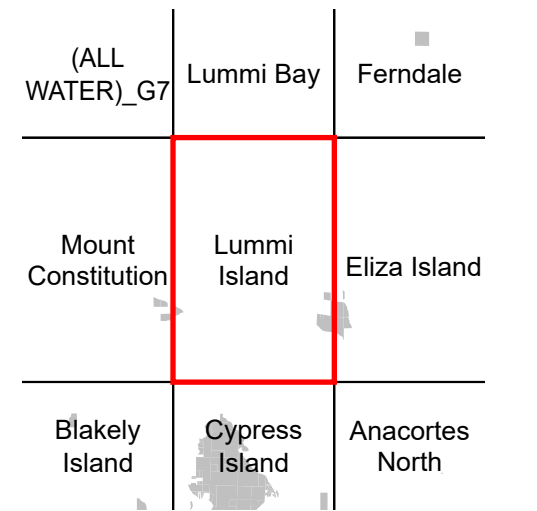 (ALL
WATER)_G7
Lummi Bay
Ferndale
Mount
Constitution
Lummi
Island
Eliza Island
Blakely
Island
Cypress
Island
Anacortes
North